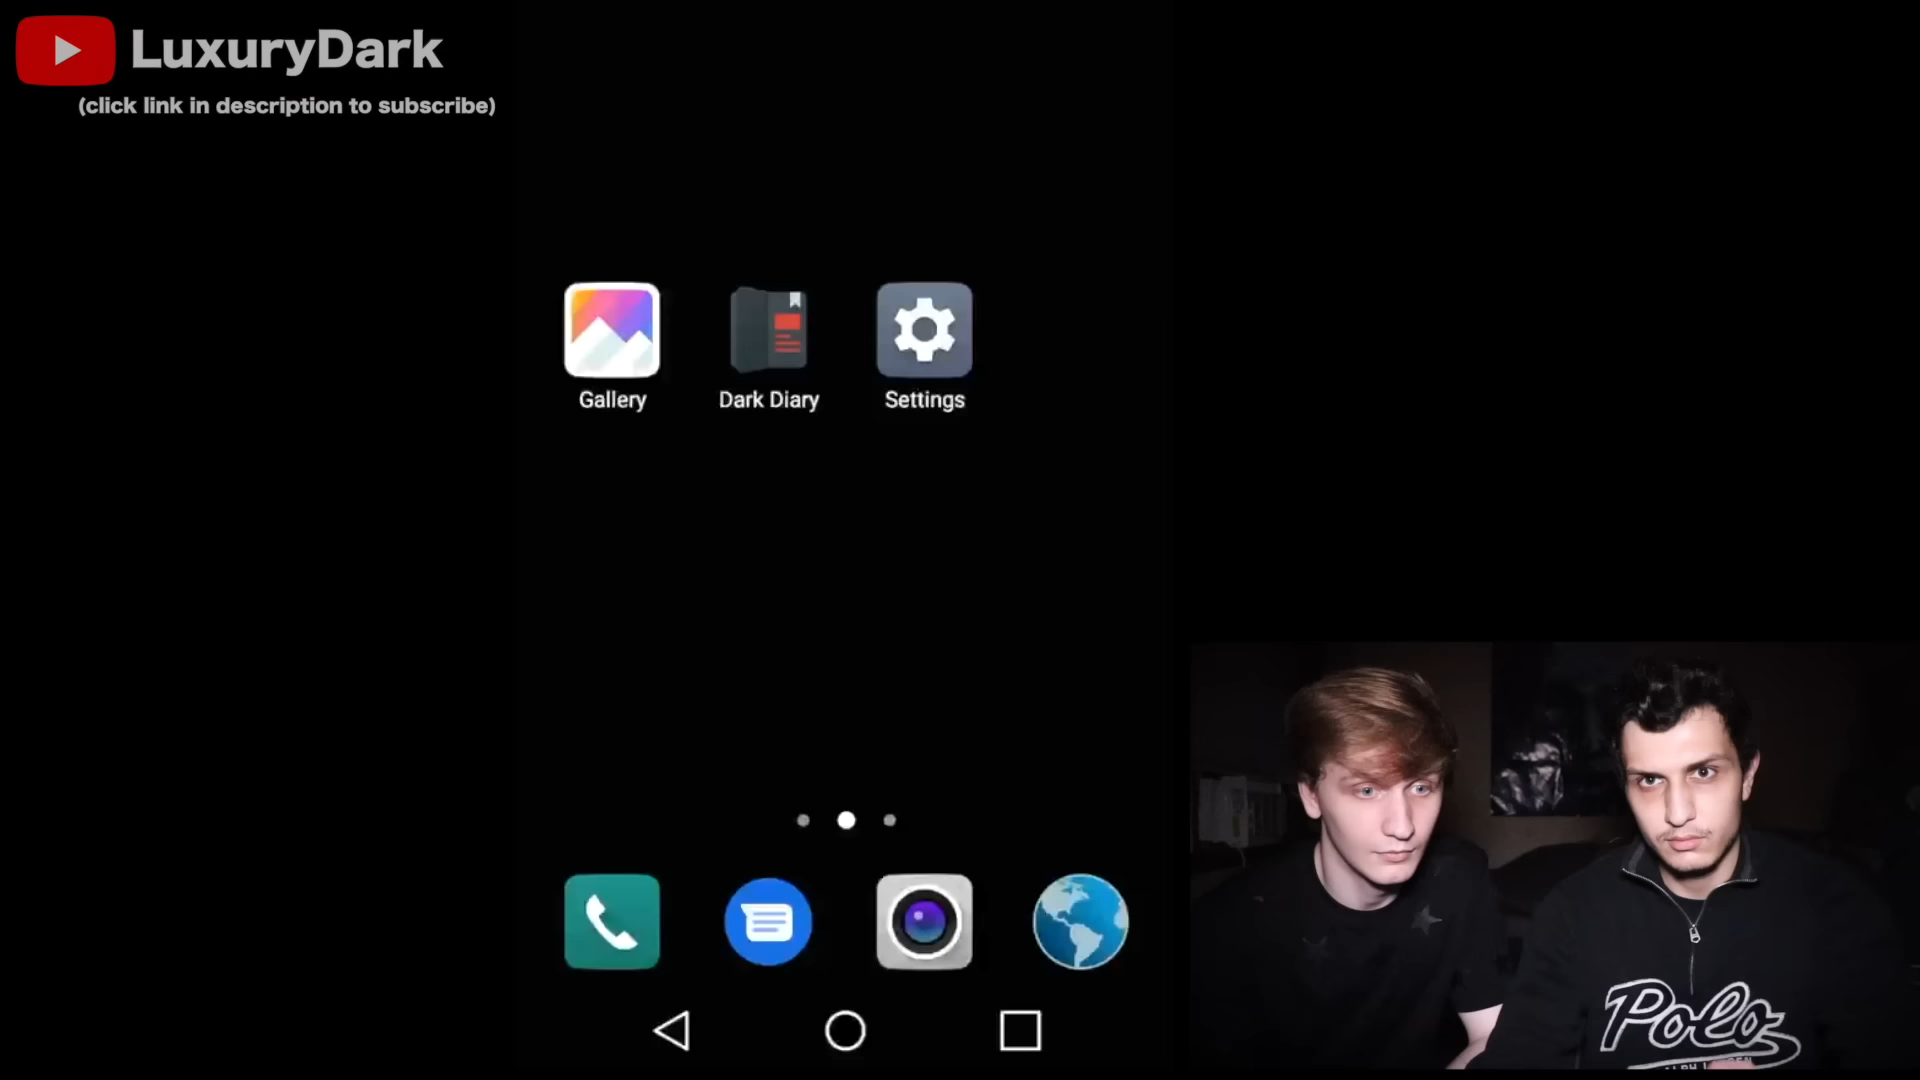 LuxuryDark
(click link in description to subscribe)
Gallery
Dark Diary
Settings
Polo